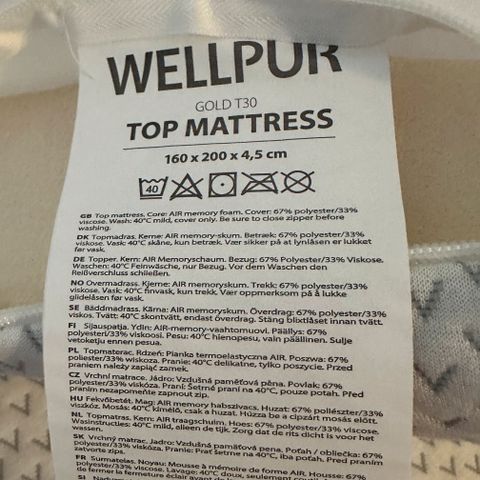 WELLPUR
GOLD T30
TOP MATTRESS
160 x 200 x 4,5 cm
40
GB Top mattress. Core: AIR memory foam. Cover: 67% polyester/33%
viscose. Wash: 40°C mild, cover only. Be sure to close zipper before
washing.
DK Topmadras. Kerne: AIR memory-skum. Betræk: 67% Polyester/33%
viskose. Vask: 40°C skåne, kun betræk. Vær sikker på at lynlåsen er lukket
før vask.
DE Topper. Kern: AIR Memoryschaum. Bezug: 67% Polyester/33% Viskose.
Waschen: 40°C Feinwäsche, nur Bezug. Vor dem Waschen den
Reißverschluss schließen.
NO Overmadrass. Kjerne: AIR memoryskum. Trekk: 67% polyester/33%
viskose. Vask: 40°C finvask, kun trekk. Vær oppmerksom på å lukke
glidelåsen før vask.
SE Bäddmadrass. Kärna: AIR memoryskum. Överdrag: 67% polyester/33%
viskos. Tvätt: 40°C skontvätt, endast överdrag. Stäng blixtlåset innan tvätt.
FI Sijauspatja. Ydin: AIR-memory-vaahtomuovi. Päällys: 67%
polyesteri/33% viskoosi. Pesu: 40°C hienopesu, vain päällinen. Sulje
vetoketju ennen pesua.
PL Topmaterac. Rdzeń: Pianka termoelastyczna AIR. Poszwa: 67%
poliester/33% wiskoza. Pranie: 40°C delikatne, tylko poszycie. Przed
praniem należy zapiąć zamek.
CZ Vrchní matrace. Jádro: Vzdušná paměťová pěna. Povlak: 67%
polyester/33% viskóza. Praní: Šetrné praní na 40°C, pouze potah. Před
praním nezapomeňte zapnout zip.
HU Fekvőbetét. Mag: AIR memory habszivacs. Huzat: 67% poliészter/33%
viszkóz. Mosás: 40°C kímélő, csak a huzat. Húzza be a cipzárt mosás előtt.
NL Topmatras. Kern: AIR traagschuim. Hoes: 67% polyester/33% viscose.
Wasinstructies: 40°C mild, alleen de tijk. Zorg dat de rits dicht is voor het
wassen.
SK Vrchný matrac. Jadro: Vzdušná pamäťová pena. Poťah / obliečka: 67%
polyester/33% viskóza. Pranie: Šetrné pranie na 40°C, iba poťah. Pred praním
zatvorte zips.
FR Surmatelas. Noyau: Mousse à mémoire de forme AIR. Housse: 67%
polyester/33% viscose. Lavage: 40°C doux, seulement
de la fermeture éclair avant
SI